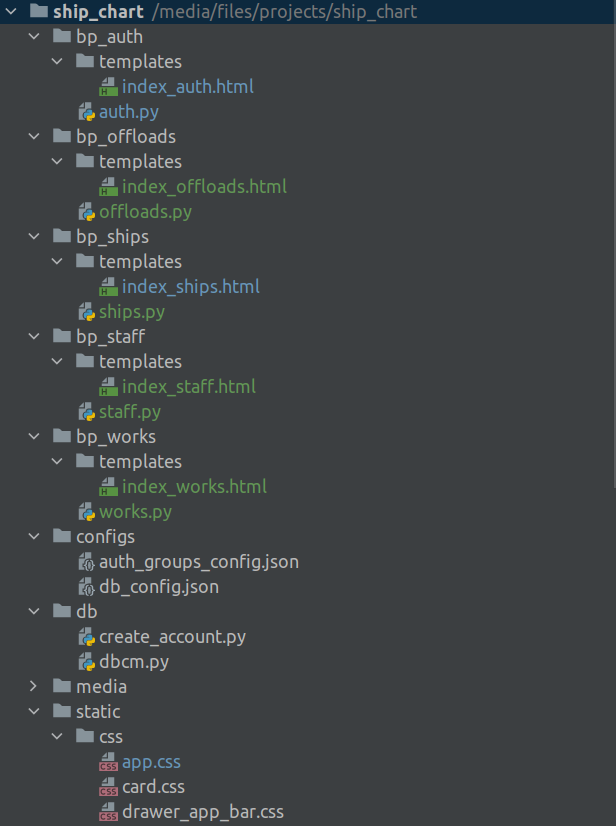 ship_chart /media/files/projects/ship_chart
bp_auth
templates
index_auth.html
auth.py
bp_offloads
templates
index_offloads.html
offloads.py
bp_ships
templates
index_ships.html
ships.py
bp_staff
templates
index_staff.html
staff.py
bp_works
templates
index_works.html
works.py
configs
auth_groups_config.json
db_config.json
db
create_account.py
dbcm.py
media
static
css
app.css
card.css
drawer_app_bar.css